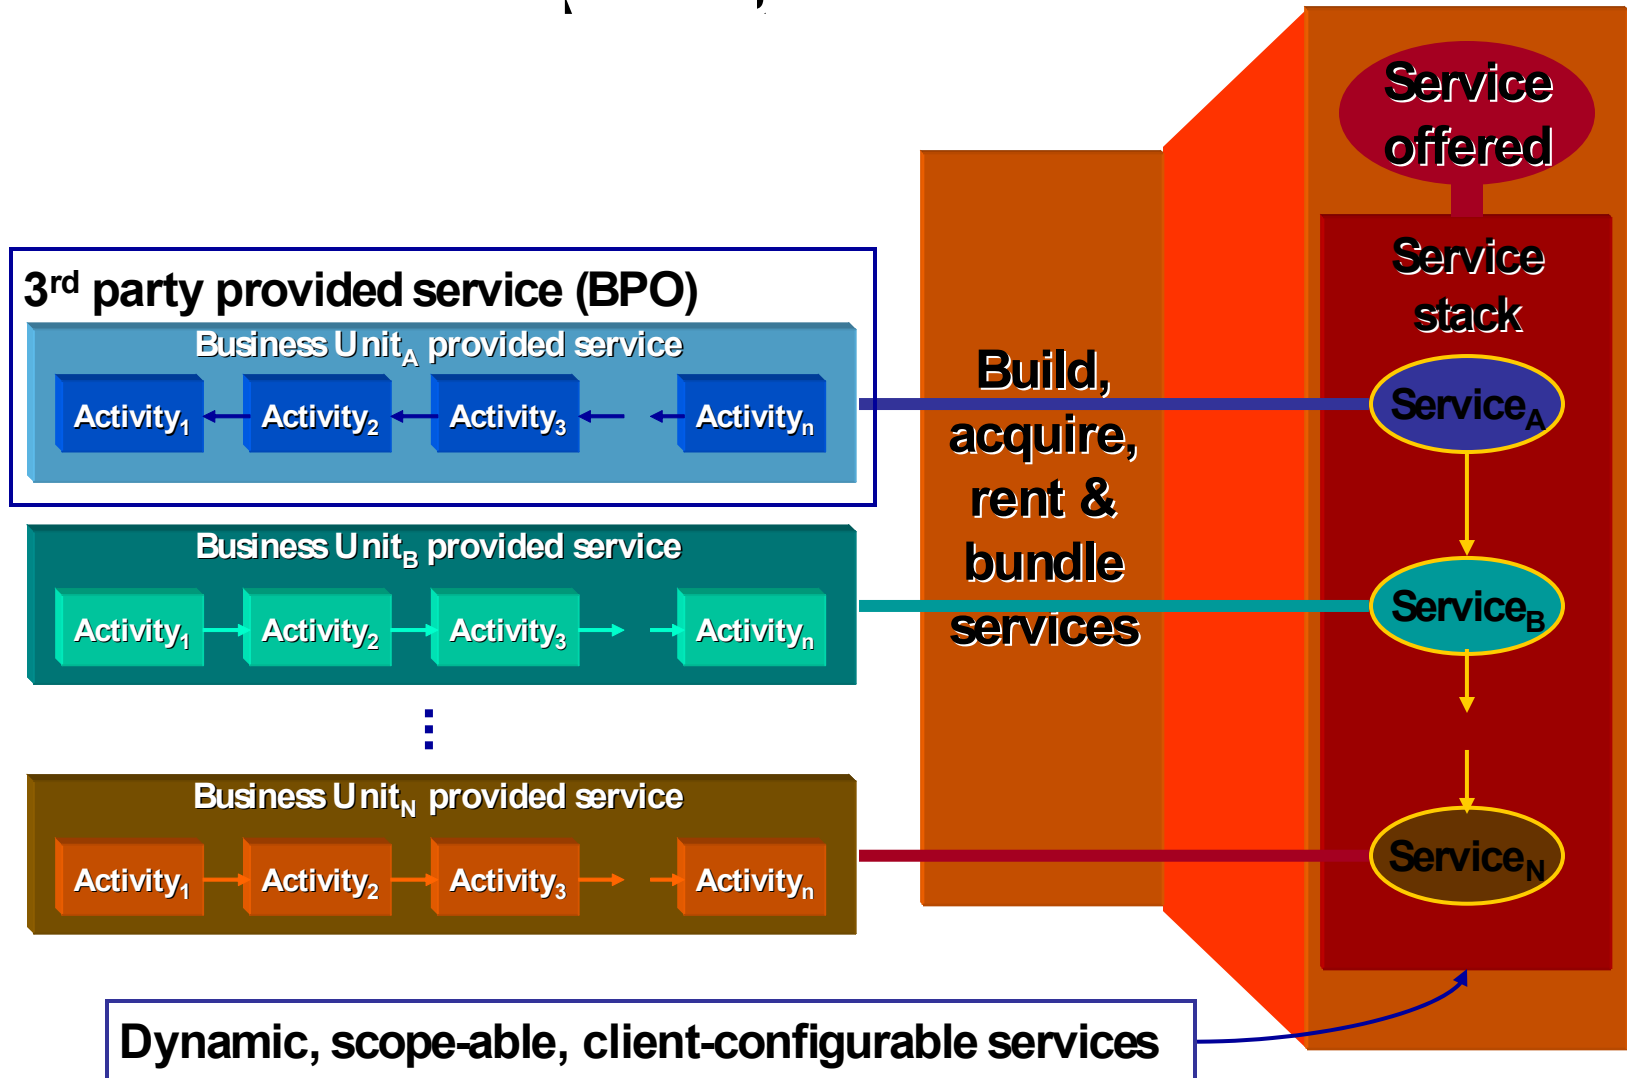 Service
offered
Service
stack
3rd party provided service (BPO)
Business UnitA provided service
Activity1 Activity2 Activity3 Activityn
Build,
acquire,
rent &
bundle
services
ServiceA
Business UnitB provided service
Activity1 Activity2 Activity3 Activityn
ServiceB
Business UnitN provided service
Activity1 Activity2 Activity3 Activityn
ServiceN
Dynamic, scope-able, client-configurable services